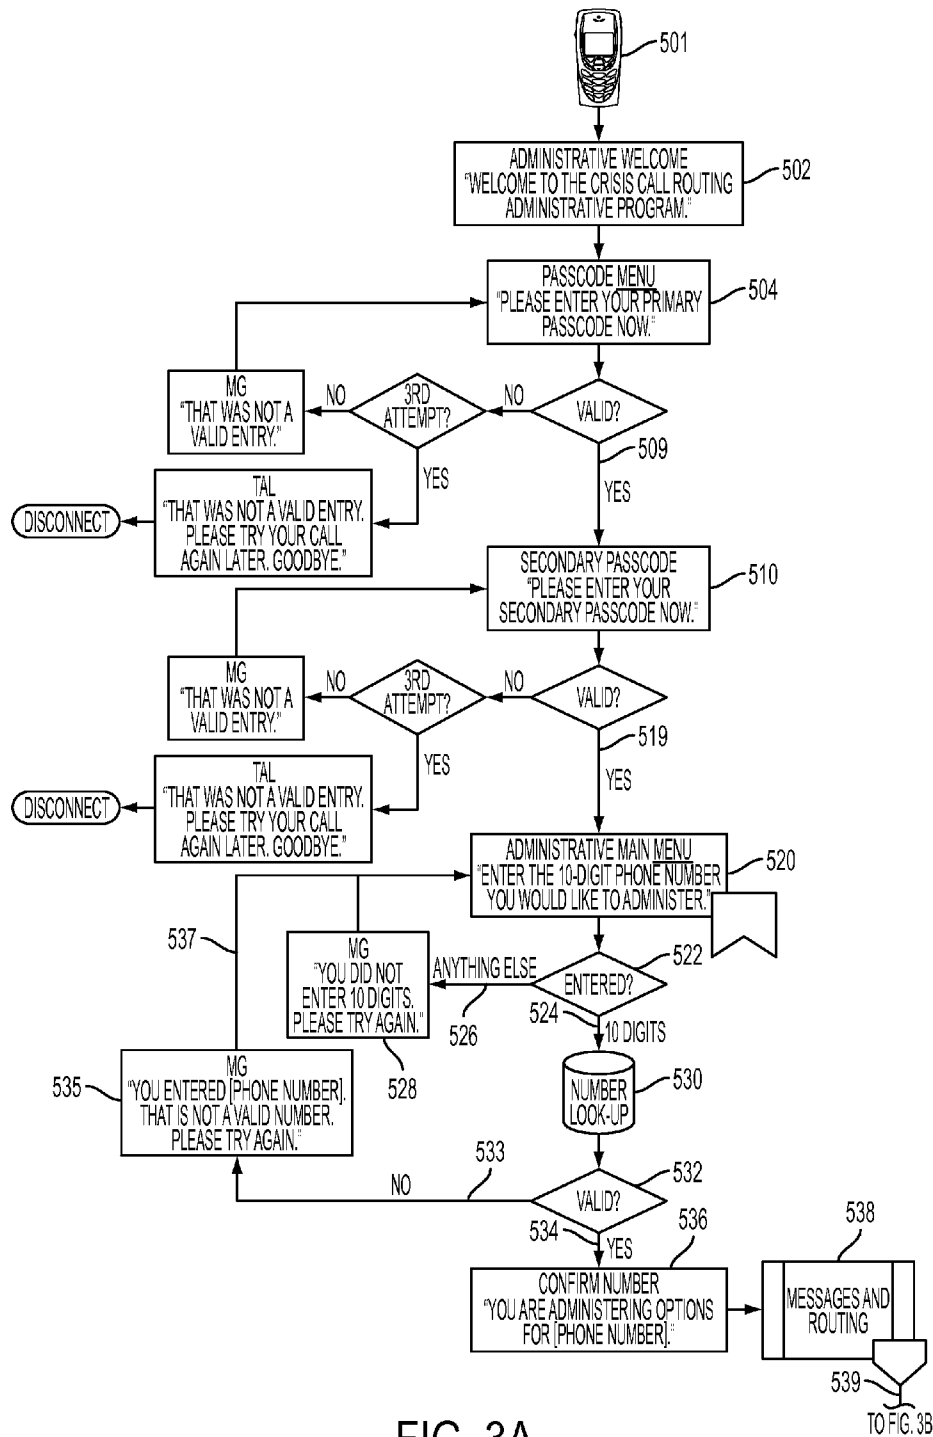 501
ADMINISTRATIVE WELCOME
"WELCOME TO THE CRISIS CALL ROUTING
ADMINISTRATIVE PROGRAM."
502
PASSCODE MENU
"PLEASE ENTER YOUR PRIMARY
PASSCODE NOW."
504
MG
"THAT WAS NOT A
VALID ENTRY."
NO
3RD
ATTEMPT?
NO
VALID?
509
YES
YES
TAL
"THAT WAS NOT A VALID ENTRY.
PLEASE TRY YOUR CALL
AGAIN LATER. GOODBYE."
DISCONNECT
SECONDARY PASSCODE
"PLEASE ENTER YOUR
SECONDARY PASSCODE NOW."
510
MG
"THAT WAS NOT A
VALID ENTRY."
NO
3RD
ATTEMPT?
NO
VALID?
519
YES
YES
TAL
"THAT WAS NOT A VALID ENTRY.
PLEASE TRY YOUR CALL
AGAIN LATER. GOODBYE."
DISCONNECT
ADMINISTRATIVE MAIN MENU
"ENTER THE 10-DIGIT PHONE NUMBER
YOU WOULD LIKE TO ADMINISTER."
520
537
MG
"YOU DID NOT
ENTER 10 DIGITS.
PLEASE TRY AGAIN."
528
ANYTHING ELSE
526
ENTERED?
522
524
10 DIGITS
535
MG
"YOU ENTERED [PHONE NUMBER].
THAT IS NOT A VALID NUMBER.
PLEASE TRY AGAIN."
NUMBER
LOOK-UP
530
533
NO
VALID?
532
534
YES
536
CONFIRM NUMBER
"YOU ARE ADMINISTERING OPTIONS
FOR [PHONE NUMBER]."
538
MESSAGES AND
ROUTING
539
TO FIG. 3B
FIG. 3A